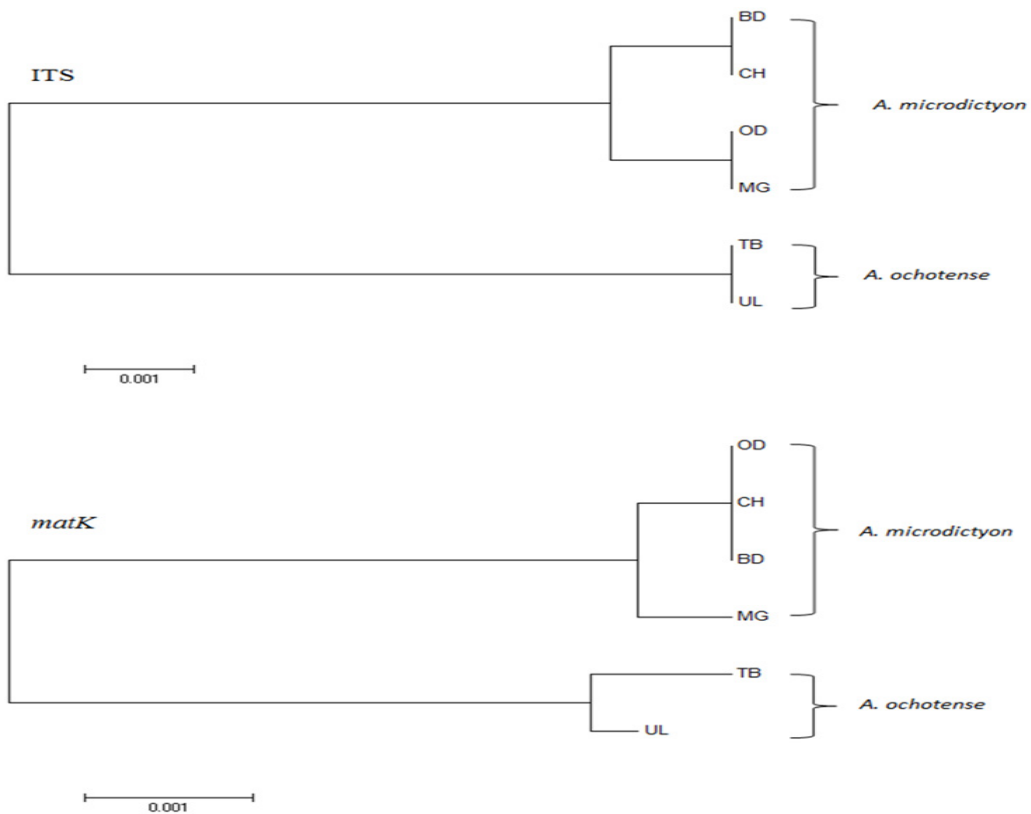 BD
ITS
CH
A. microdictyon
OD
MG
TB
A. ochotense
UL
0.001
OD
CH
matK
A. microdictyon
BD
MG
TB
A. ochotense
UL
0.001